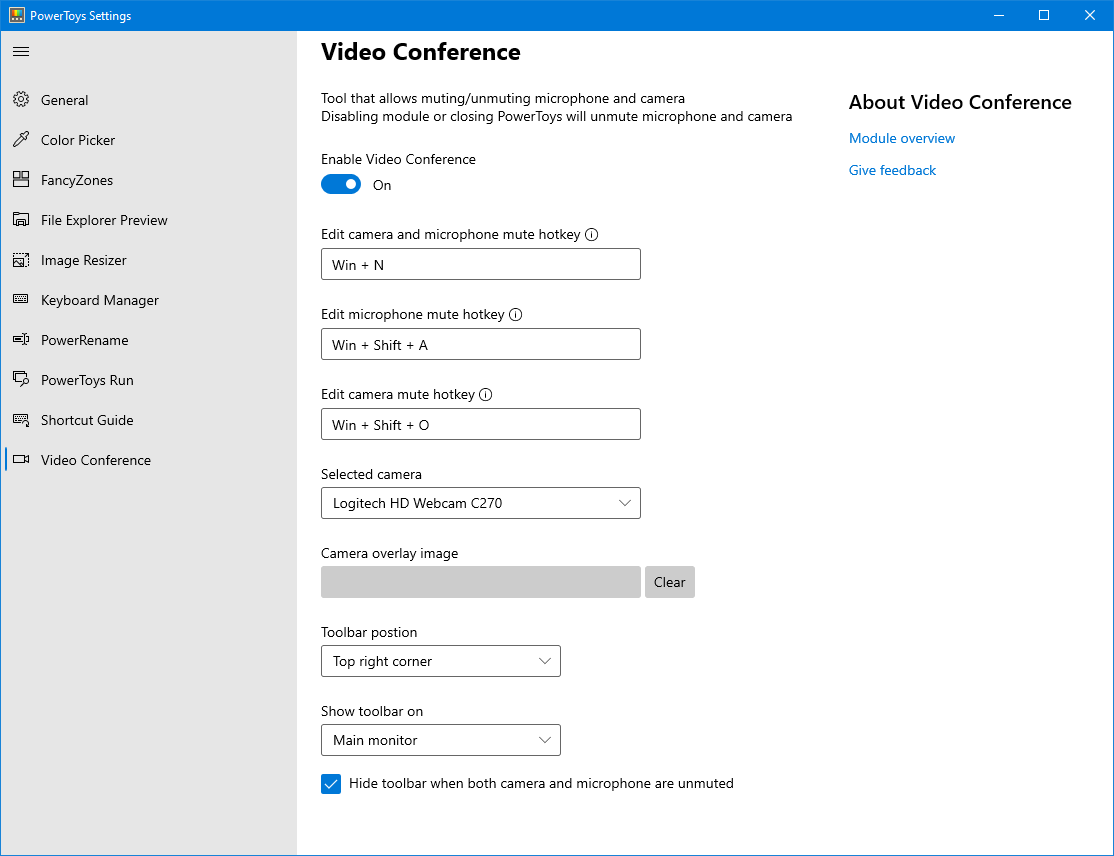 PowerToys Settings
General
Color Picker
FancyZones
File Explorer Preview
Image Resizer
Keyboard Manager
PowerRename
PowerToys Run
Shortcut Guide
Video Conference
Video Conference
Tool that allows muting/unmuting microphone and camera
Disabling module or closing PowerToys will unmute microphone and camera
Enable Video Conference
On
Edit camera and microphone mute hotkey
Win + N
Edit microphone mute hotkey
Win + Shift + A
Edit camera mute hotkey
Win + Shift + O
Selected camera
Logitech HD Webcam C270
Camera overlay image
Clear
Toolbar postion
Top right corner
Show toolbar on
Main monitor
Hide toolbar when both camera and microphone are unmuted
About Video Conference
Module overview
Give feedback